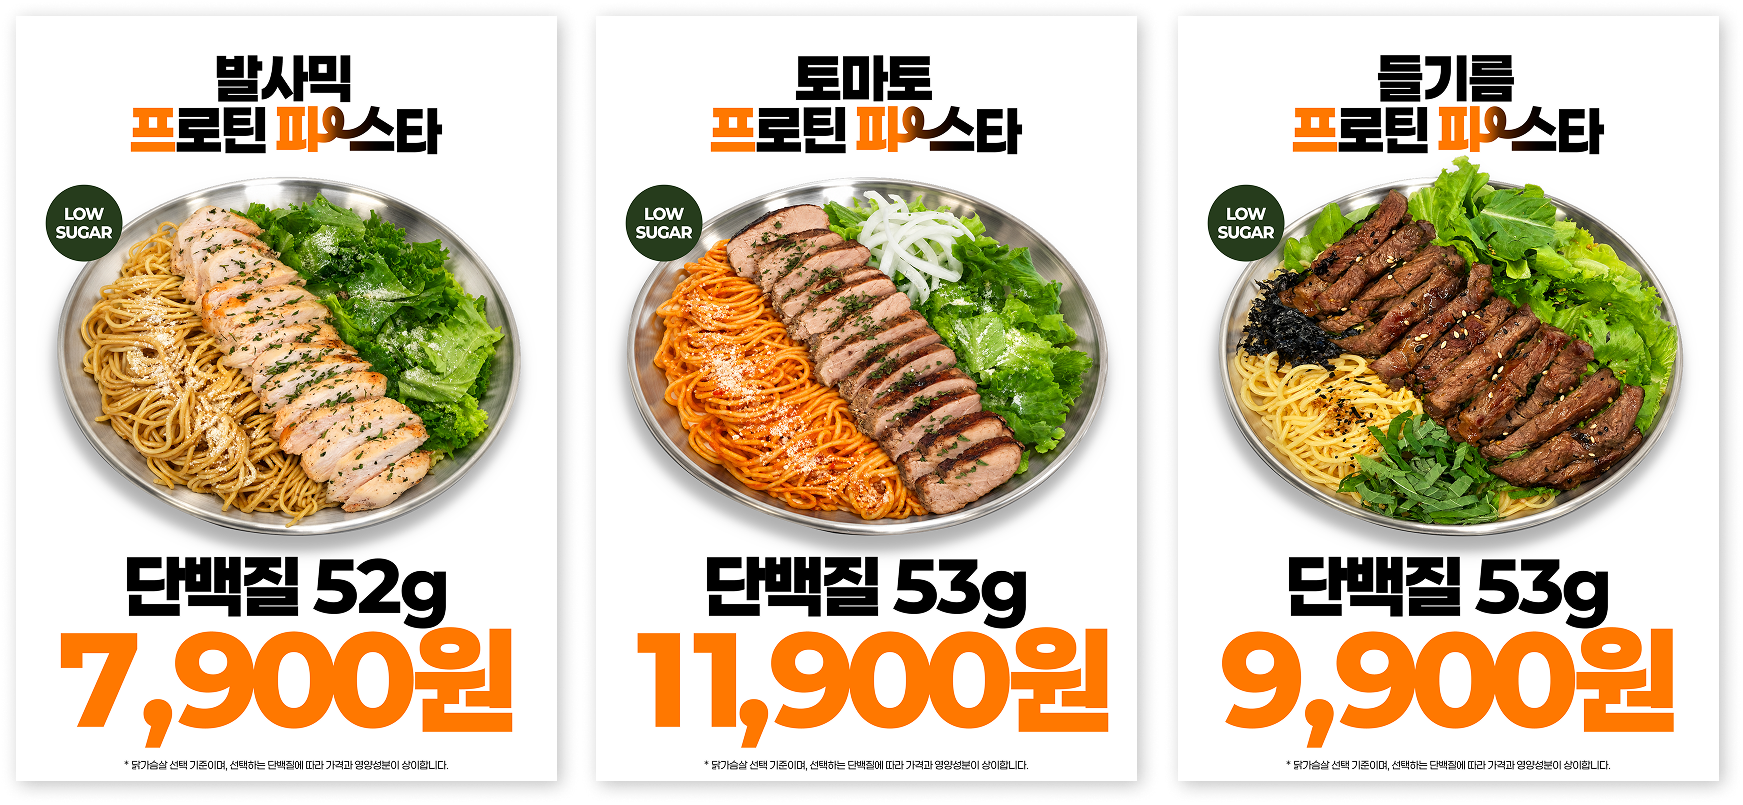 발사믹
프로틴 파스타
LOW
SUGAR
단백질 52g
7,900원
* 닭가슴살 선택 기준이며, 선택하는 단백질에 따라 가격과 영양성분이 상이합니다.
토마토
프로틴 파스타
LOW
SUGAR
단백질 53g
11,900원
* 닭가슴살 선택 기준이며, 선택하는 단백질에 따라 가격과 영양성분이 상이합니다.
들기름
프로틴 파스타
LOW
SUGAR
단백질 53g
9,900원
* 닭가슴살 선택 기준이며, 선택하는 단백질에 따라 가격과 영양성분이 상이합니다.